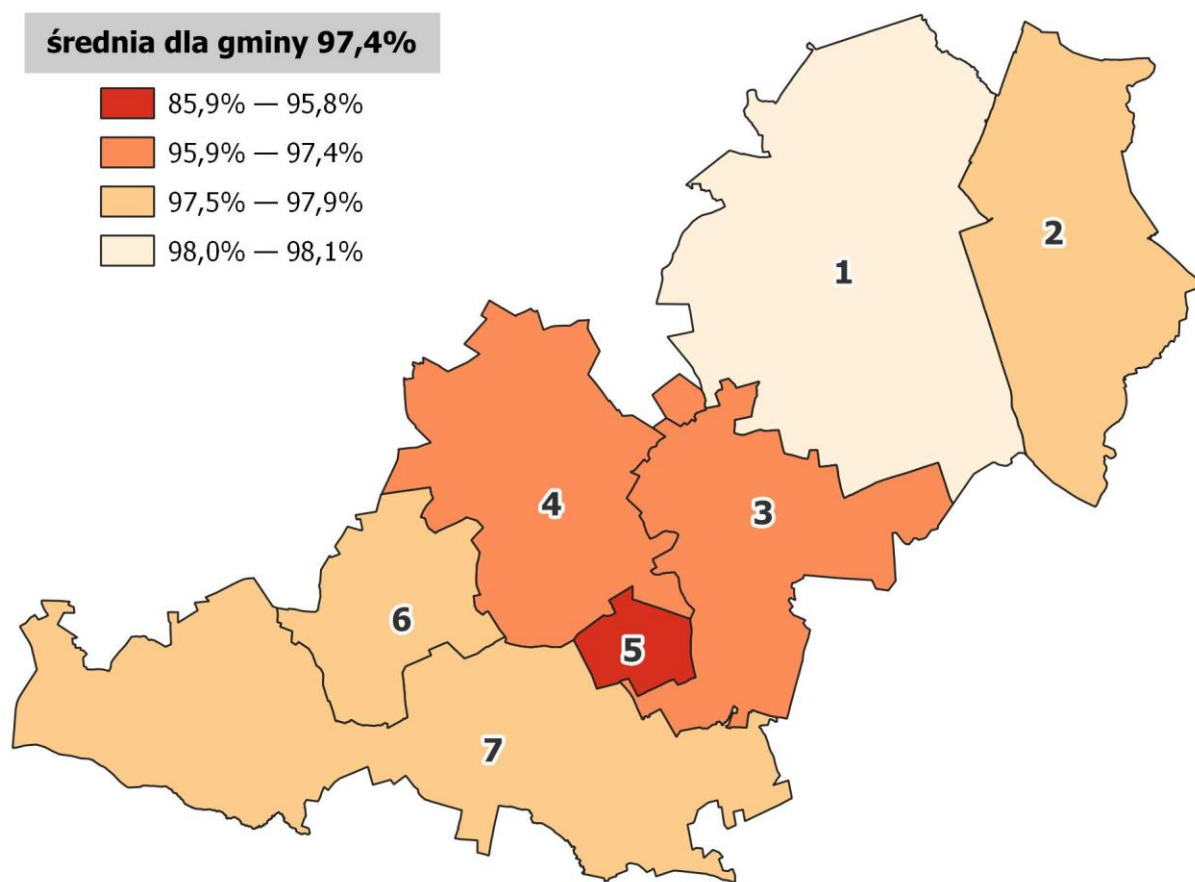 średnia dla gminy 97,4%
85,9% — 95,8%
95,9% — 97,4%
97,5% — 97,9%
98,0% — 98,1%
1
2
3
4
5
6
7